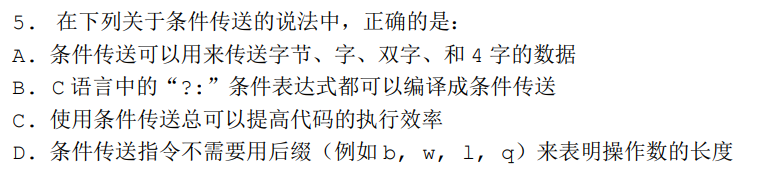 5. 在下列关于条件传送的说法中，正确的是：
A. 条件传送可以用来传送字节、字、双字、和 4 字的数据
B. C 语言中的“?:”条件表达式都可以编译成条件传送
C. 使用条件传送总可以提高代码的执行效率
D. 条件传送指令不需要用后缀（例如 b, w, l, q）来表明操作数的长度